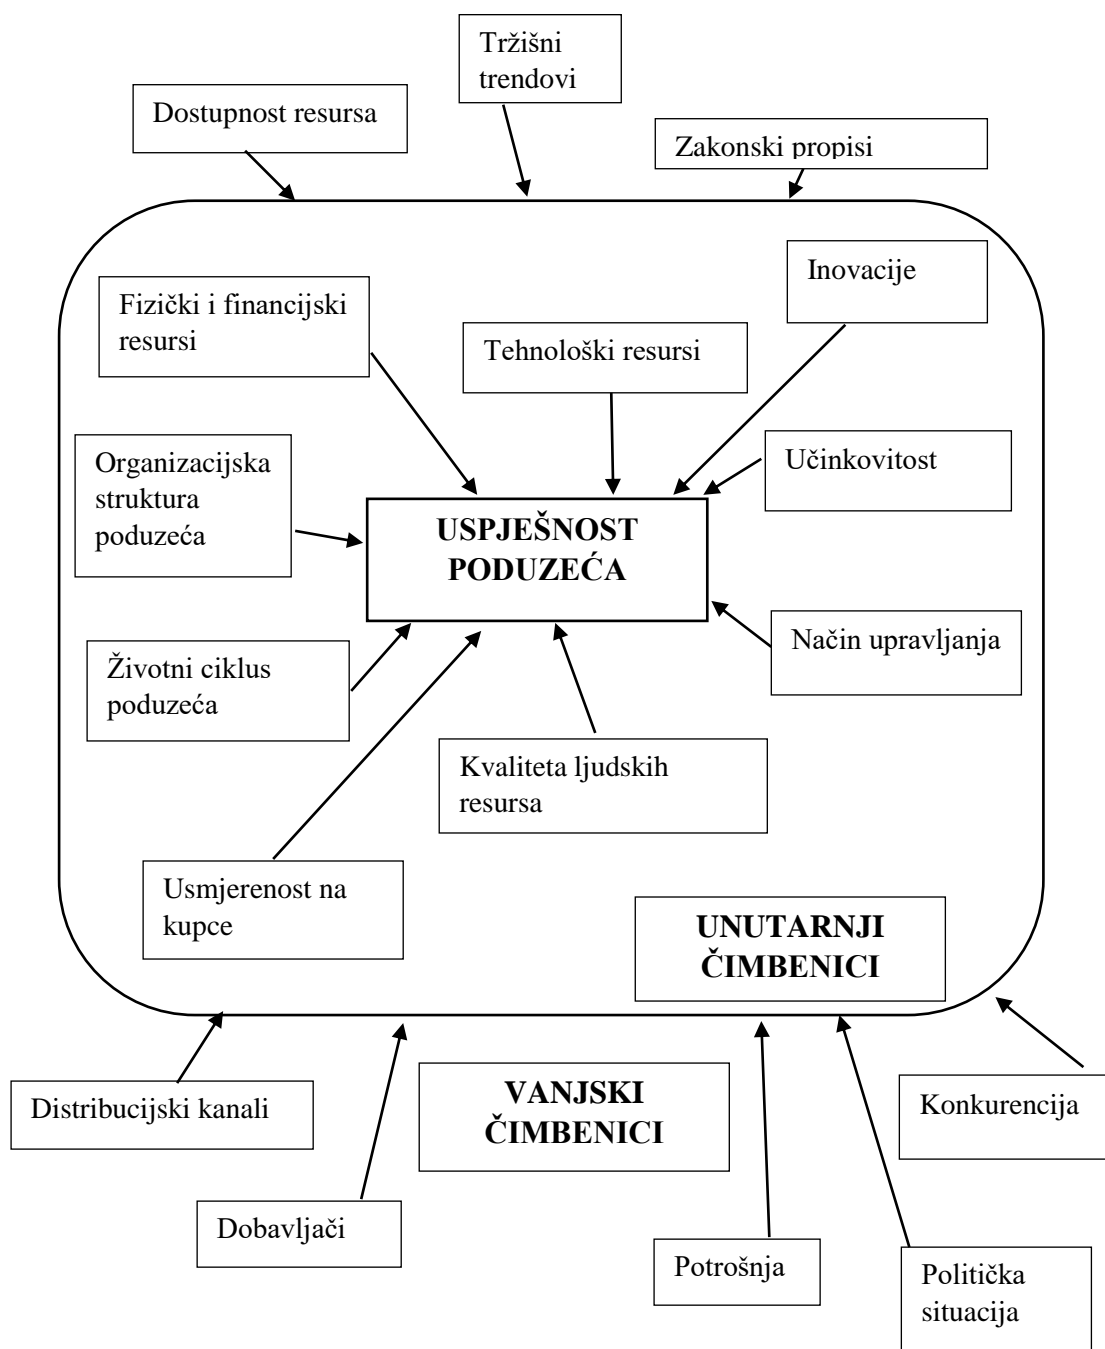 Tržišni
trendovi
Dostupnost resursa
Zakonski propisi
Inovacije
Fizički i financijski
resursi
Tehnološki resursi
Organizacijska
struktura
poduzeća
Učinkovitost
USPJEŠNOST
PODUZEĆA
Način upravljanja
Životni ciklus
poduzeća
Kvaliteta ljudskih
resursa
Usmjerenost na
kupce
UNUTARNJI
ČIMBENICI
Distribucijski kanali
VANJSKI
ČIMBENICI
Konkurencija
Dobavljači
Potrošnja
Politička
situacija